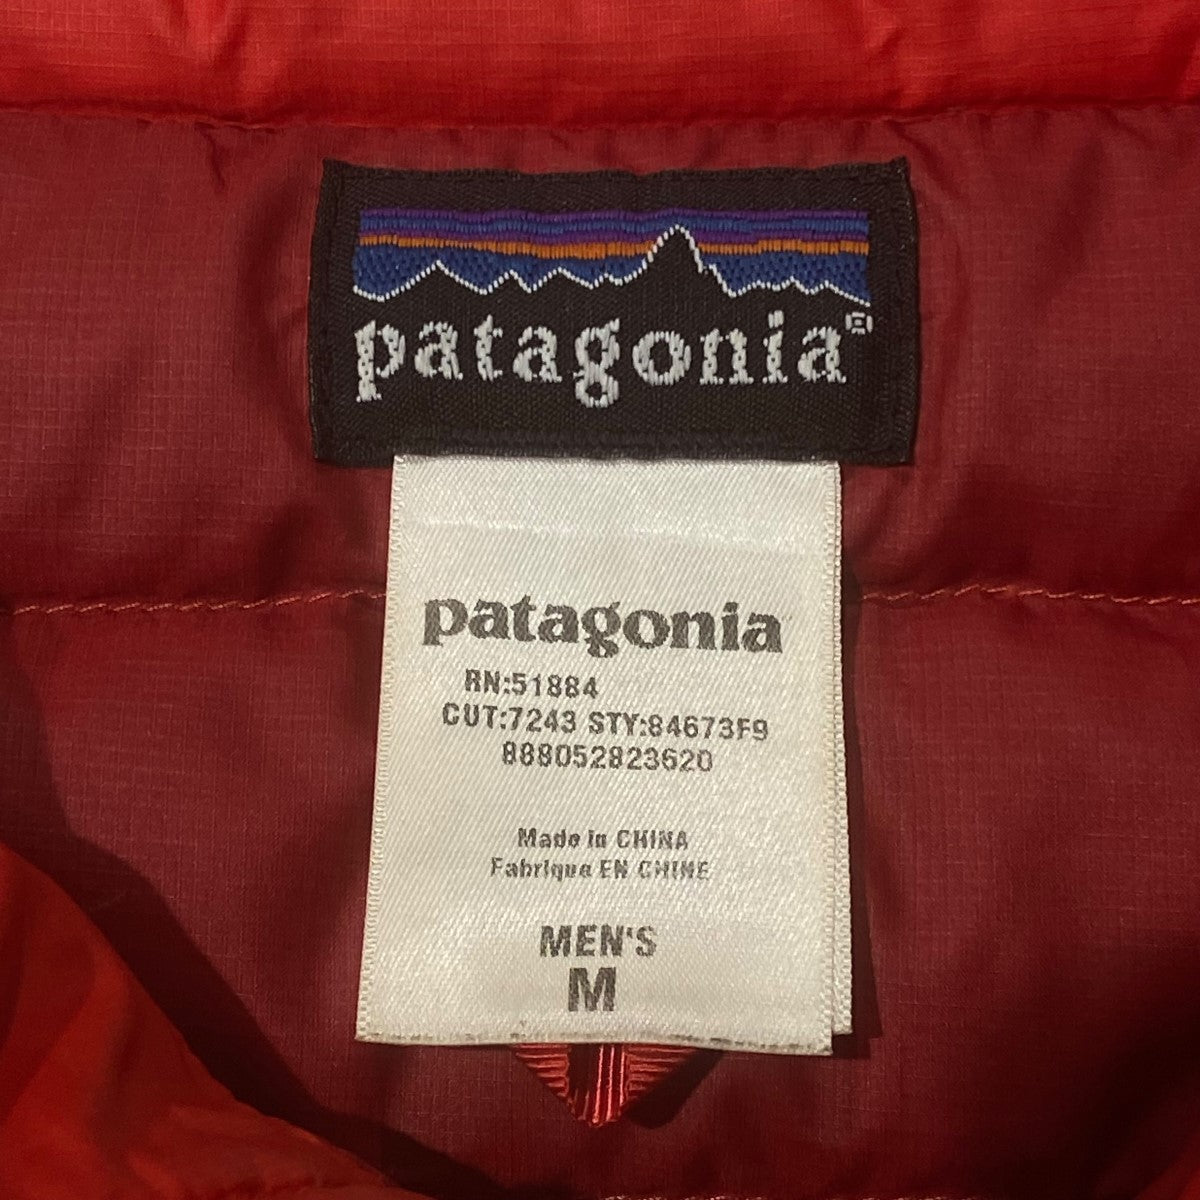 patagonia®
patagonia
RN:51884
CUT:7243 STY:84673F9
888052823620
Made in CHINA
Fabrique EN CHINE
MEN'S
M